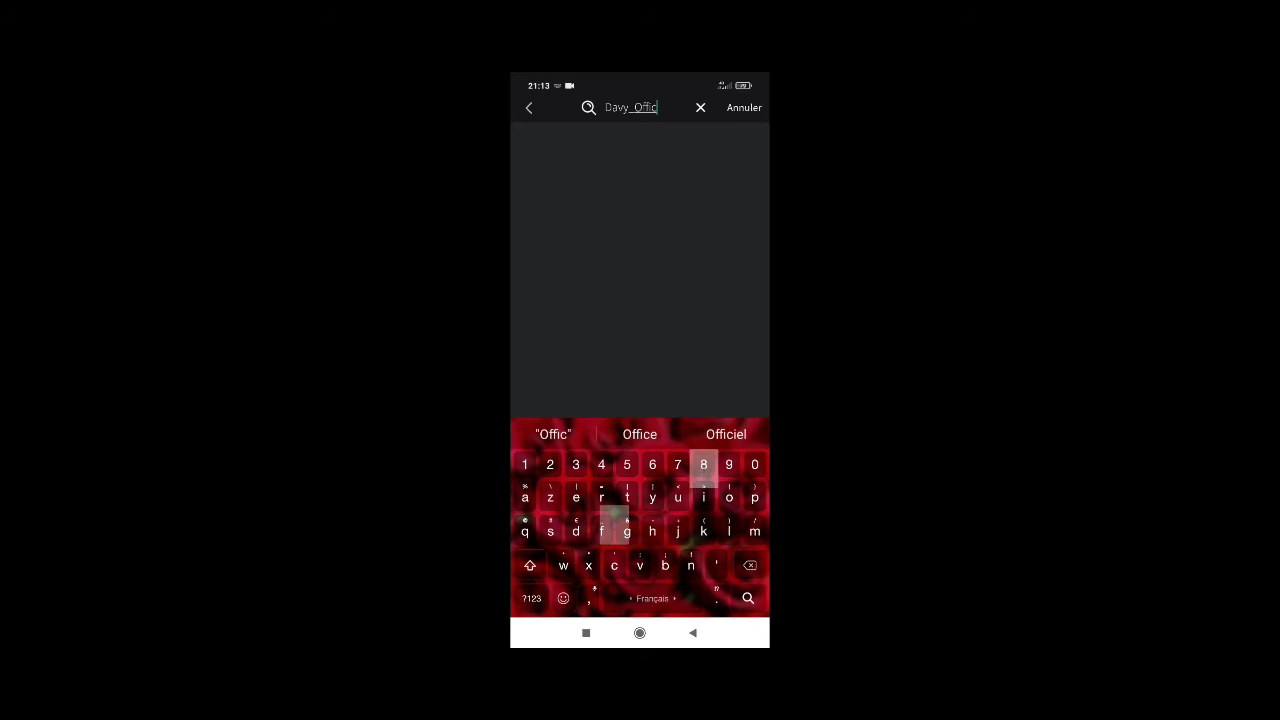 21:13
Davy_Offic Annuler
"Offic" Office Officiel
1 2 3 4 5 6 7 8 9 0
a z e r t y u i o p
q s d f g h j k l m
w x c v b n '
?123 , Français .